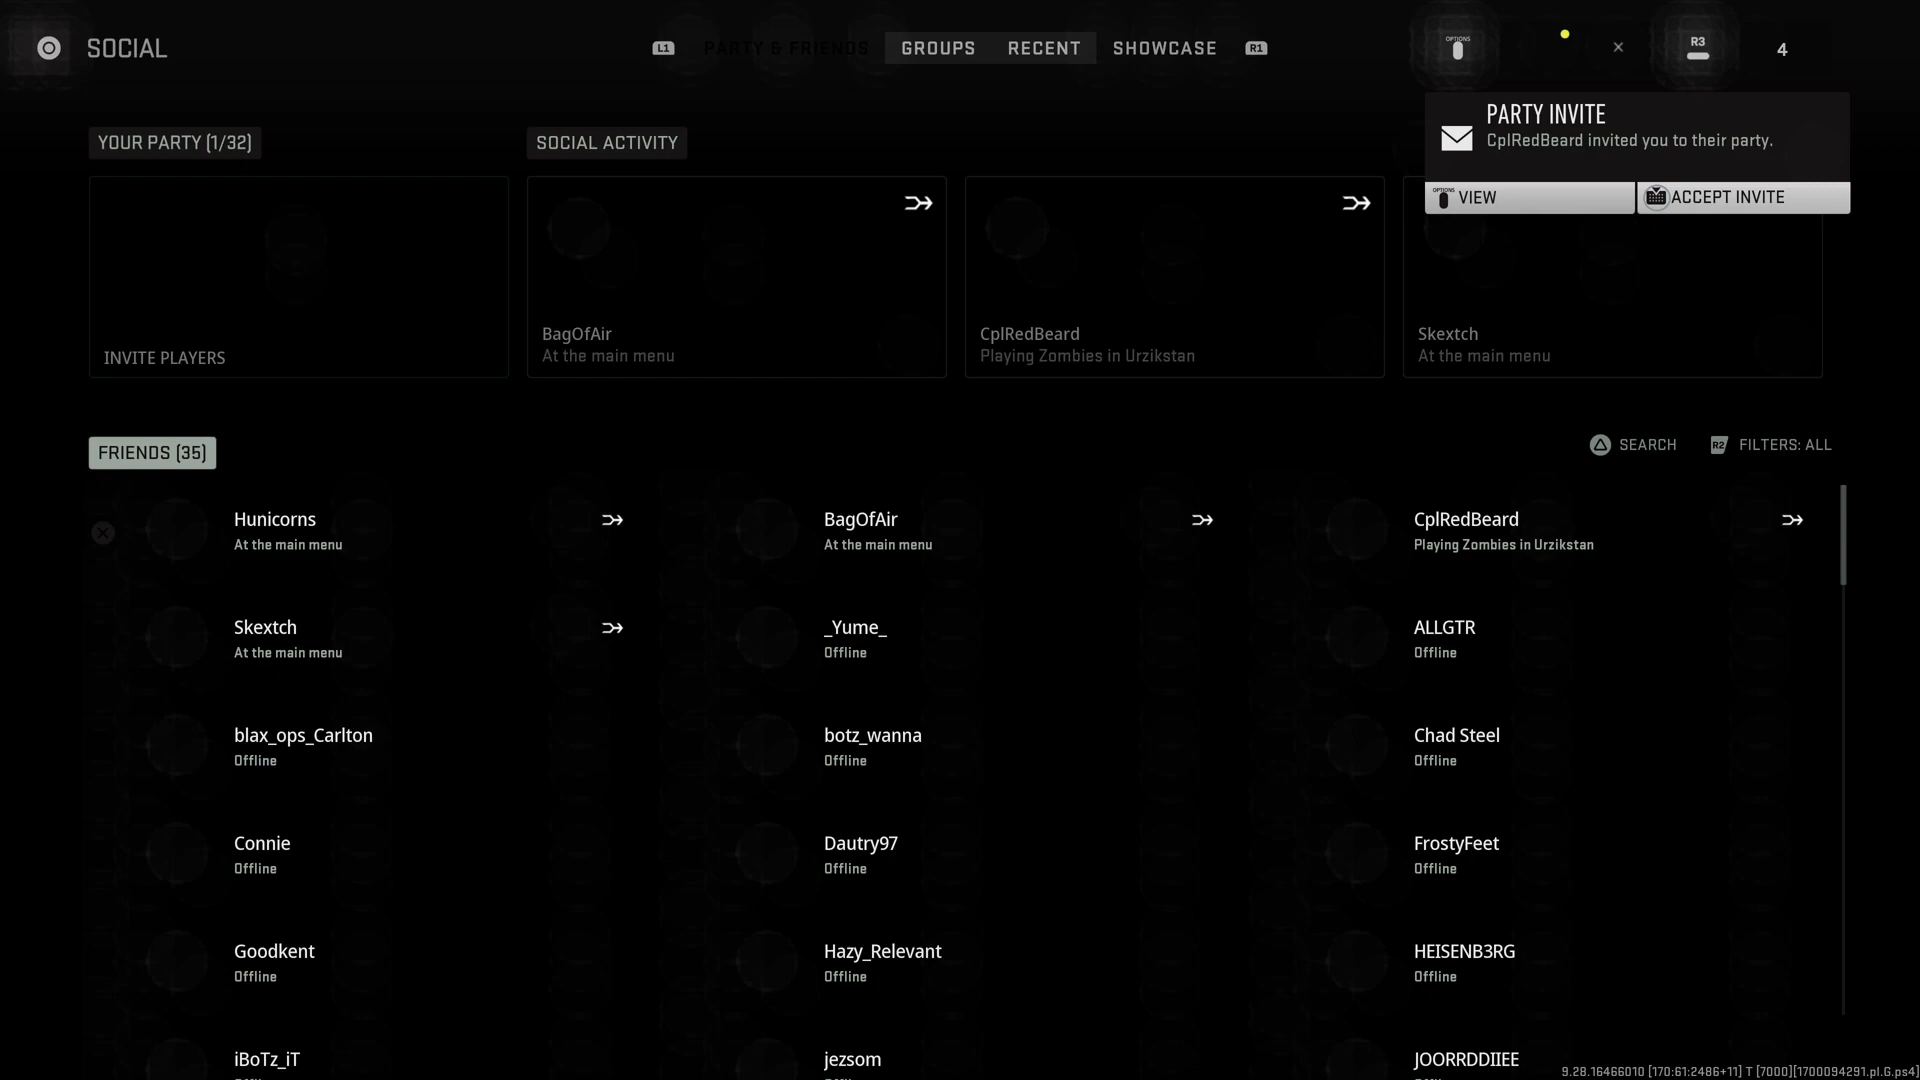 SOCIAL
L1
PARTY & FRIENDS
GROUPS
RECENT
SHOWCASE
R1
OPTIONS
R3
4
PARTY INVITE
CplRedBeard invited you to their party.
OPTIONS
VIEW
ACCEPT INVITE
YOUR PARTY (1/32)
SOCIAL ACTIVITY
INVITE PLAYERS
BagOfAir
At the main menu
CplRedBeard
Playing Zombies in Urzikstan
Skextch
At the main menu
FRIENDS (35)
SEARCH
R2
FILTERS: ALL
Hunicorns
At the main menu
BagOfAir
At the main menu
CplRedBeard
Playing Zombies in Urzikstan
Skextch
At the main menu
_Yume_
Offline
ALLGTR
Offline
blax_ops_Carlton
Offline
botz_wanna
Offline
Chad Steel
Offline
Connie
Offline
Dautry97
Offline
FrostyFeet
Offline
Goodkent
Offline
Hazy_Relevant
Offline
HEISENB3RG
Offline
iBoTz_iT
jezsom
JOORRDDIIEE
9.28.16466010 [170:61:2486+11] T [7000][1700094291.pl.G.ps4]